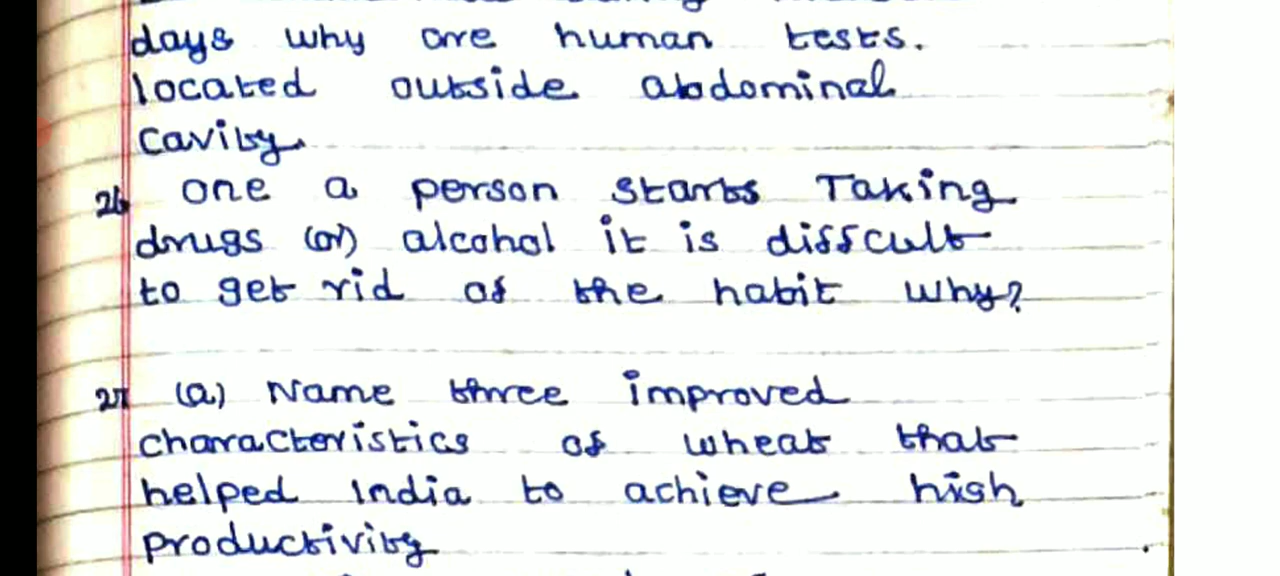 days why are human tests.
located outside abdominal
cavity
26 one a person starts Taking
drugs (or) alcohol it is diffcult
to get rid of the habit why?
27 (a) Name three improved
characteristics of wheat that
helped India to achieve high
productivity